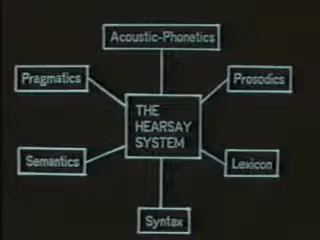 Acoustic-Phonetics
Pragmatics
Prosodics
THE
HEARSAY
SYSTEM
Semantics
Lexicon
Syntax